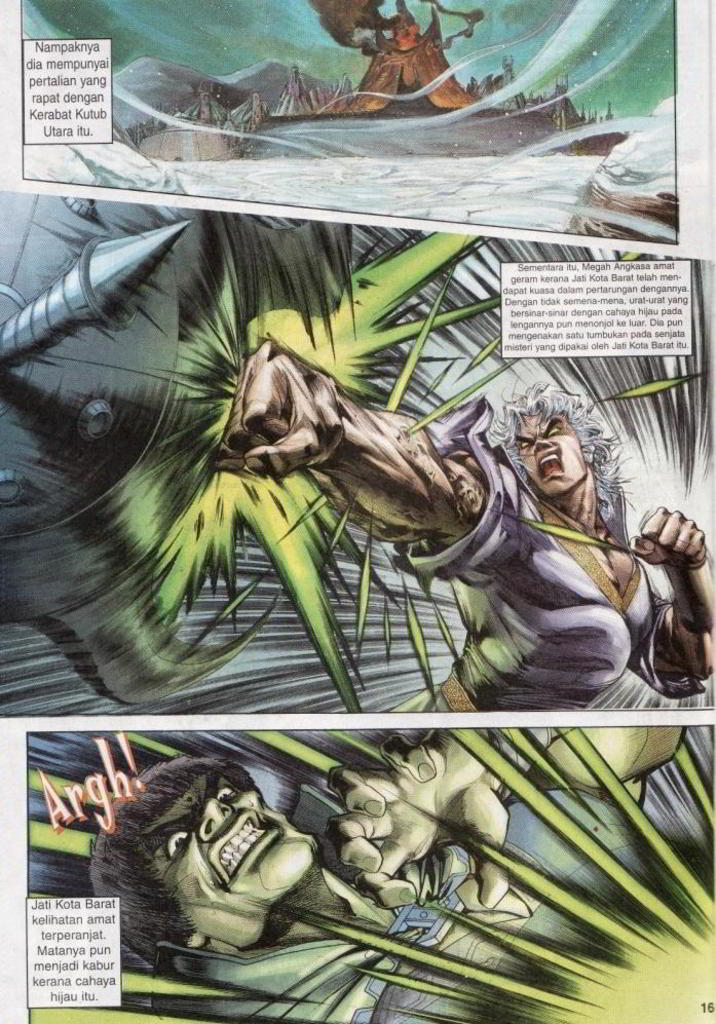 Nampaknya
dia mempunyai
pertalian yang
rapat dengan
Kerabat Kutub
Utara itu.
Sementara itu, Megah Angkasa amat
geram kerana Jati Kota Barat telah men-
dapat kuasa dalam pertarungan dengannya.
Dengan tidak semena-mena, urat-urat yang
bersinar-sinar dengan cahaya hijau pada
lengannya pun menonjol ke luar. Dia pun
mengenakan satu tumbukan pada senjata
misteri yang dipakai oleh Jati Kota Barat itu.
Argh!
Jati Kota Barat
kelihatan amat
terperanjat.
Matanya pun
menjadi kabur
kerana cahaya
hijau itu.
16